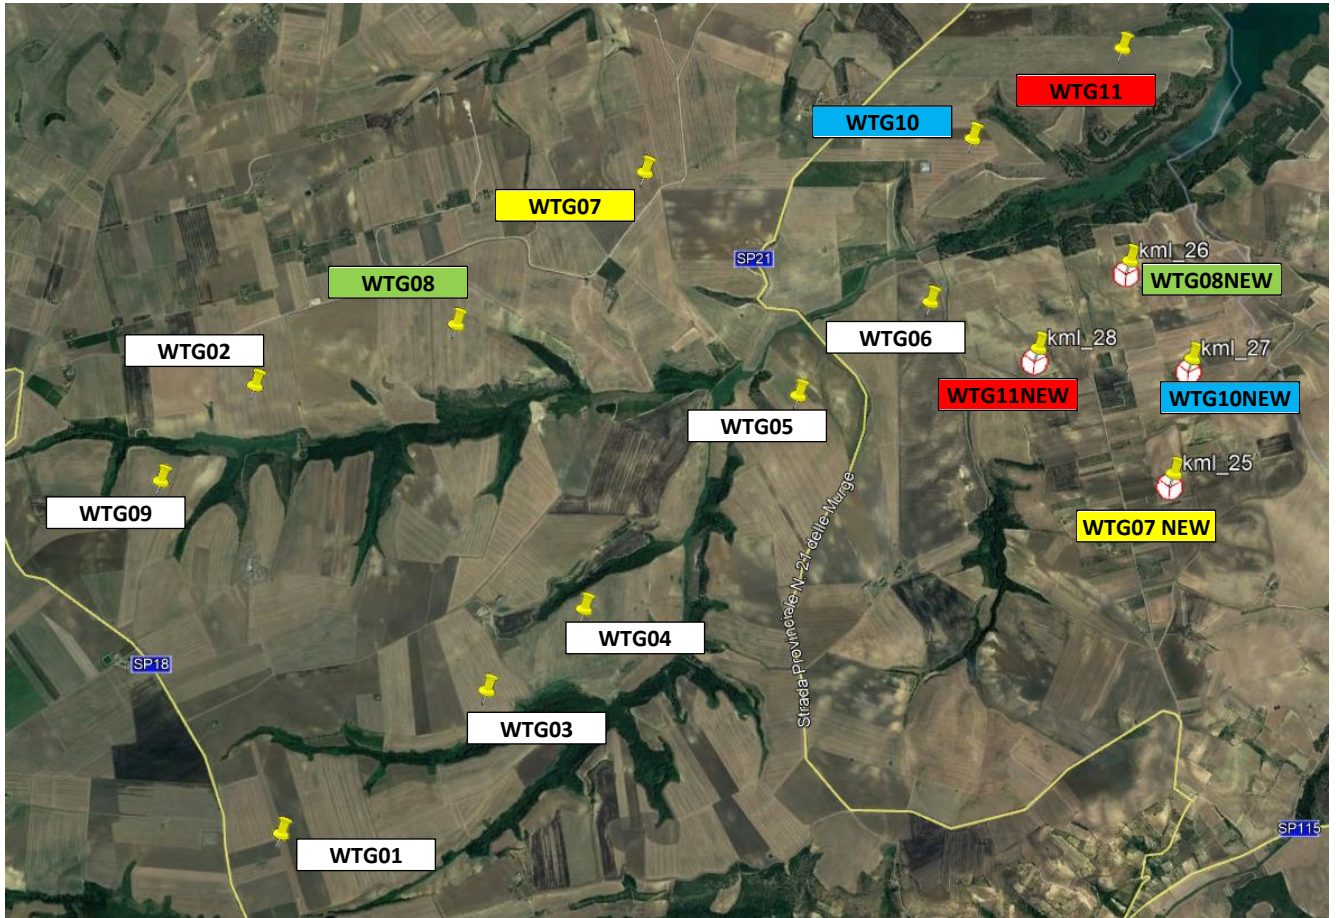 WTG11
WTG10
WTG07
SP21
kml_26
WTG08NEW
WTG08
WTG06
kml_28
kml_27
WTG02
WTG11NEW
WTG10NEW
WTG05
kml_25
WTG09
WTG07 NEW
Strada Provinciele N. 21 delle Murge
WTG04
SP18
WTG03
SP115
WTG01